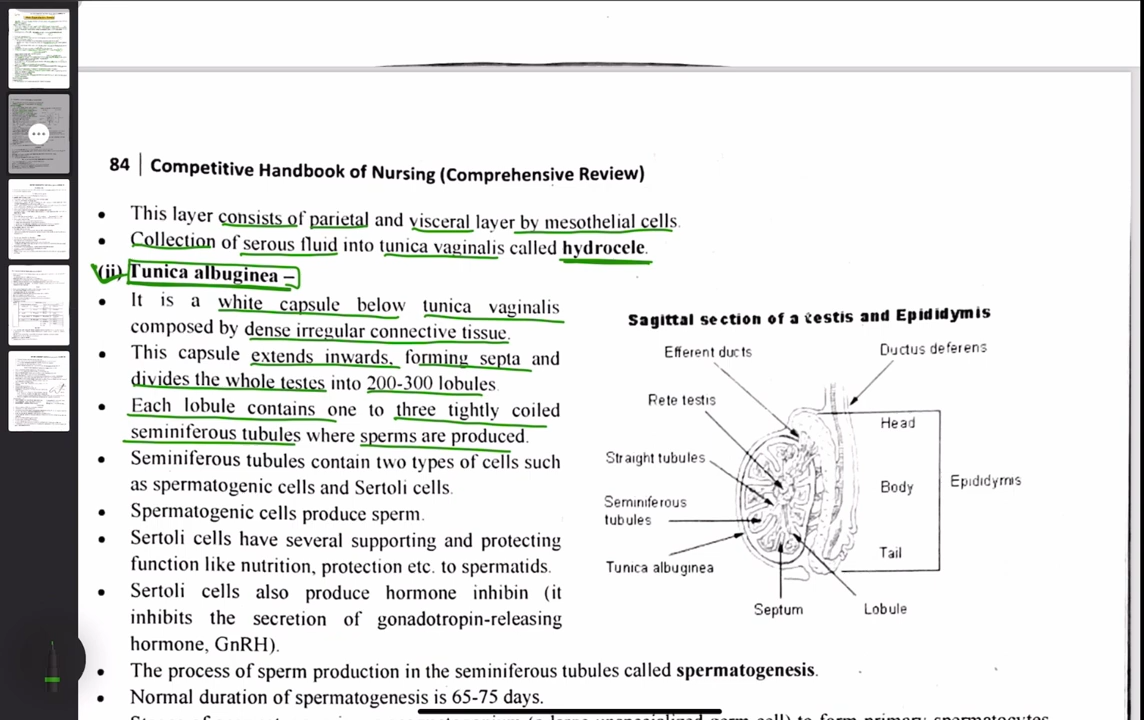 84 | Competitive Handbook of Nursing (Comprehensive Review)
• This layer consists of parietal and visceral layer by mesothelial cells.
• Collection of serous fluid into tunica vaginalis called hydrocele.
(ii) Tunica albuginea –
• It is a white capsule below tunica vaginalis
composed by dense irregular connective tissue.
• This capsule extends inwards, forming septa and
divides the whole testes into 200-300 lobules.
• Each lobule contains one to three tightly coiled
seminiferous tubules where sperms are produced.
• Seminiferous tubules contain two types of cells such
as spermatogenic cells and Sertoli cells.
• Spermatogenic cells produce sperm.
• Sertoli cells have several supporting and protecting
function like nutrition, protection etc. to spermatids.
• Sertoli cells also produce hormone inhibin (it
inhibits the secretion of gonadotropin-releasing
hormone, GnRH).
Sagittal section of a testis and Epididymis
Efferent ducts
Ductus deferens
Rete testis
Head
Straight tubules
Body
Epididymis
Seminiferous
tubules
Tail
Tunica albuginea
Septum
Lobule
• The process of sperm production in the seminiferous tubules called spermatogenesis.
• Normal duration of spermatogenesis is 65-75 days.